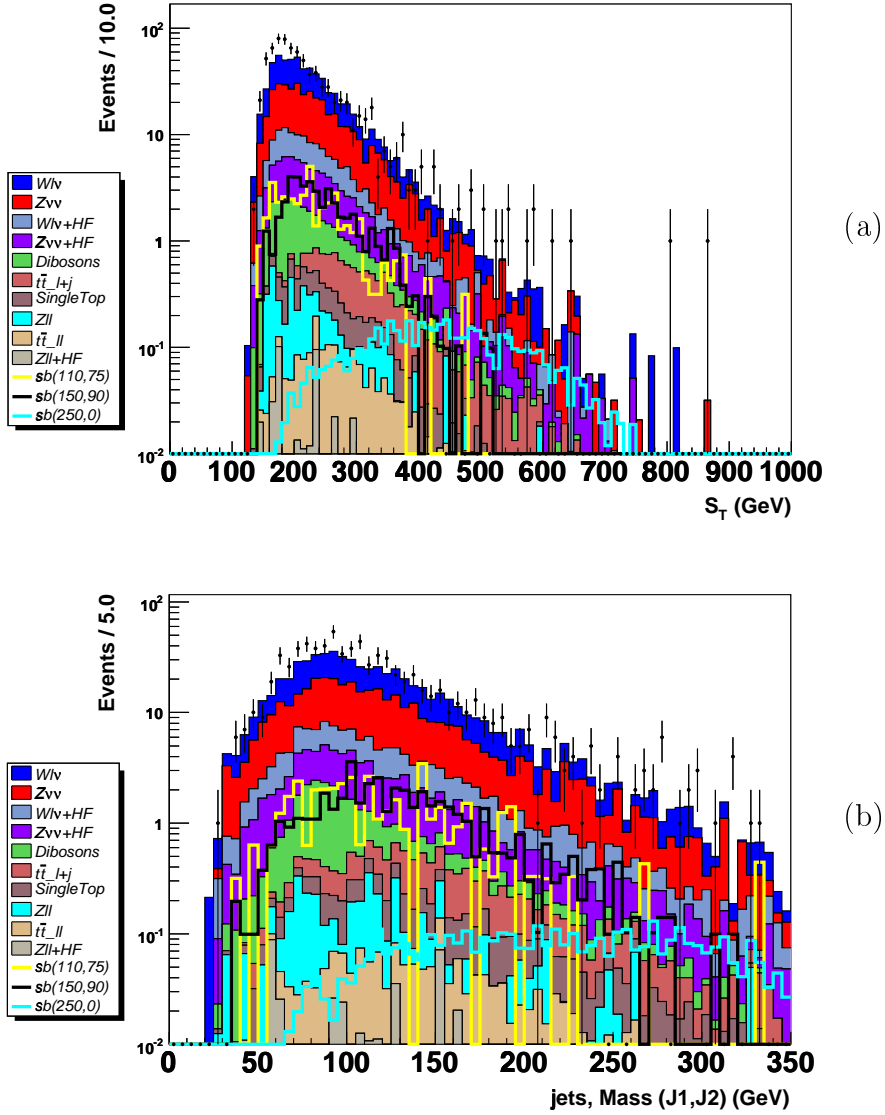 Events / 10.0
10²
10
1
10⁻¹
10⁻²
0 100 200 300 400 500 600 700 800 900 1000
S_T (GeV)
Wlν
Zνν
Wlν+HF
Zνν+HF
Dibosons
tt̄_l+j
SingleTop
Zll
tt̄_ll
Zll+HF
sb(110,75)
sb(150,90)
sb(250,0)
(a)
Events / 5.0
10²
10
1
10⁻¹
10⁻²
0 50 100 150 200 250 300 350
jets, Mass (J1,J2) (GeV)
Wlν
Zνν
Wlν+HF
Zνν+HF
Dibosons
tt̄_l+j
SingleTop
Zll
tt̄_ll
Zll+HF
sb(110,75)
sb(150,90)
sb(250,0)
(b)